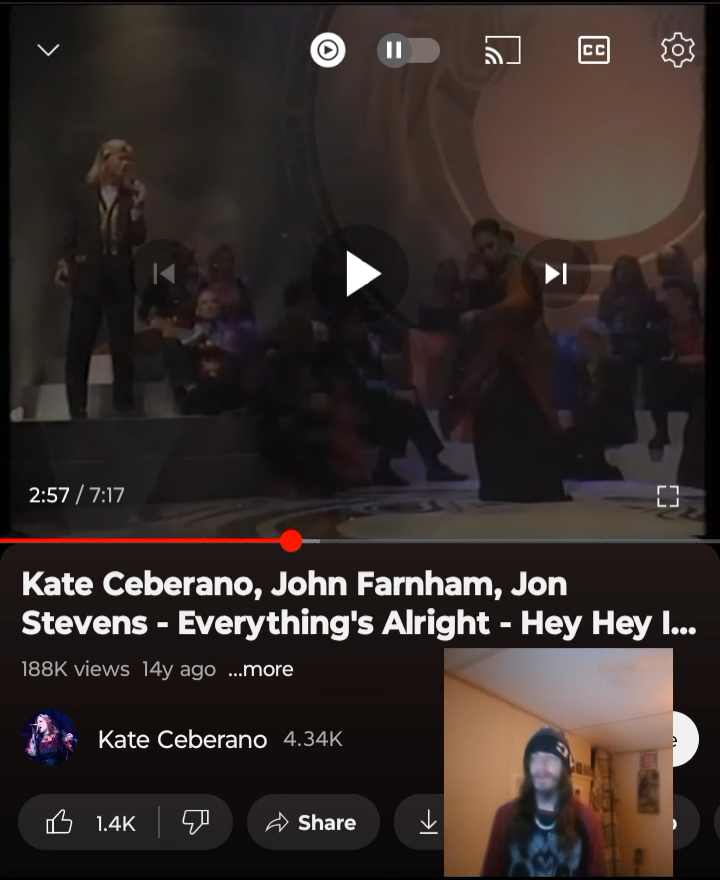 CC
2:57 / 7:17
Kate Ceberano, John Farnham, Jon
Stevens - Everything's Alright - Hey Hey I...
188K views 14y ago ...more
Kate Ceberano 4.34K
1.4K Share